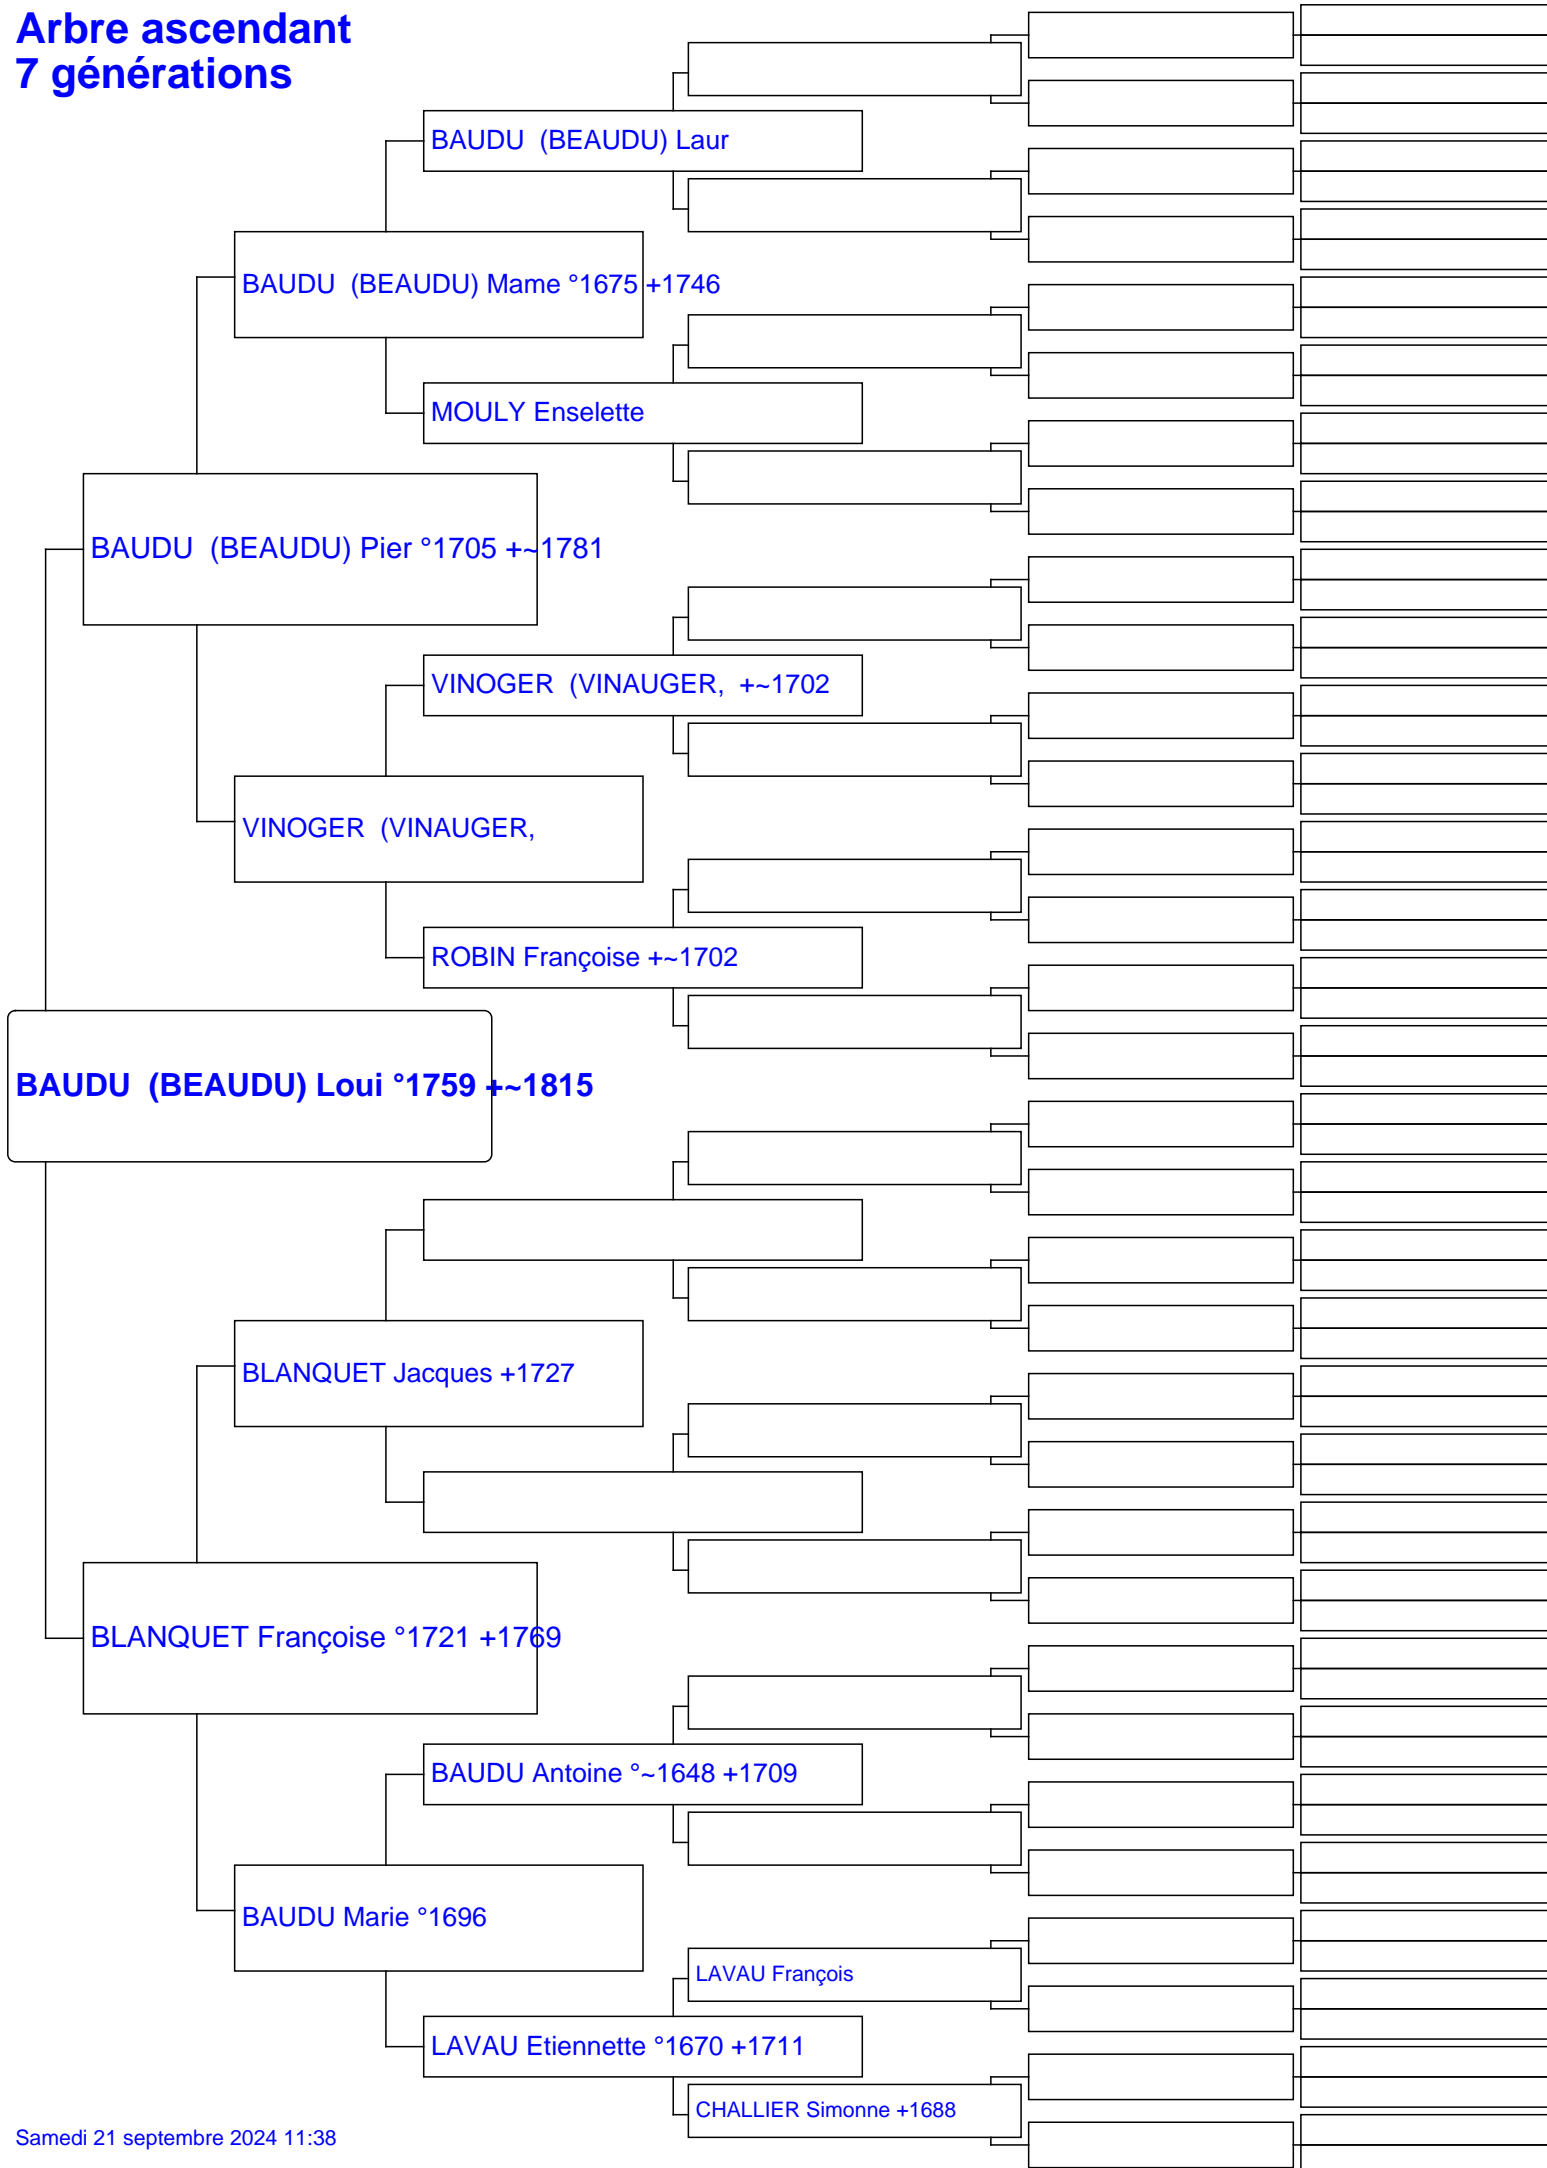 Arbre ascendant
7 générations
BAUDU  (BEAUDU) Laur
BAUDU  (BEAUDU) Mame °1675 +1746
MOULY Enselette
BAUDU  (BEAUDU) Pier °1705 +~1781
VINOGER  (VINAUGER,  +~1702
VINOGER  (VINAUGER,
ROBIN Françoise +~1702
BAUDU  (BEAUDU) Loui °1759 +~1815
BLANQUET Jacques +1727
BLANQUET Françoise °1721 +1769
BAUDU Antoine °~1648 +1709
BAUDU Marie °1696
LAVAU François
LAVAU Etiennette °1670 +1711
CHALLIER Simonne +1688
Samedi 21 septembre 2024 11:38